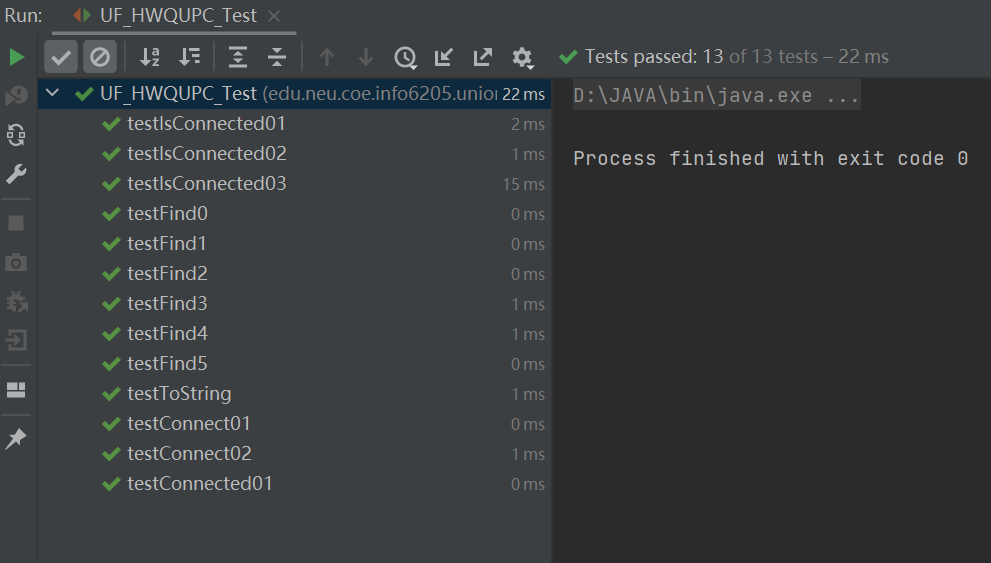 Run: UF_HWQUPC_Test
Tests passed: 13 of 13 tests – 22 ms
UF_HWQUPC_Test (edu.neu.coe.info6205.union 22 ms
testIsConnected01 2 ms
testIsConnected02 1 ms
testIsConnected03 15 ms
testFind0 0 ms
testFind1 0 ms
testFind2 0 ms
testFind3 1 ms
testFind4 1 ms
testFind5 0 ms
testToString 1 ms
testConnect01 0 ms
testConnect02 1 ms
testConnected01 0 ms
D:\JAVA\bin\java.exe ...
Process finished with exit code 0